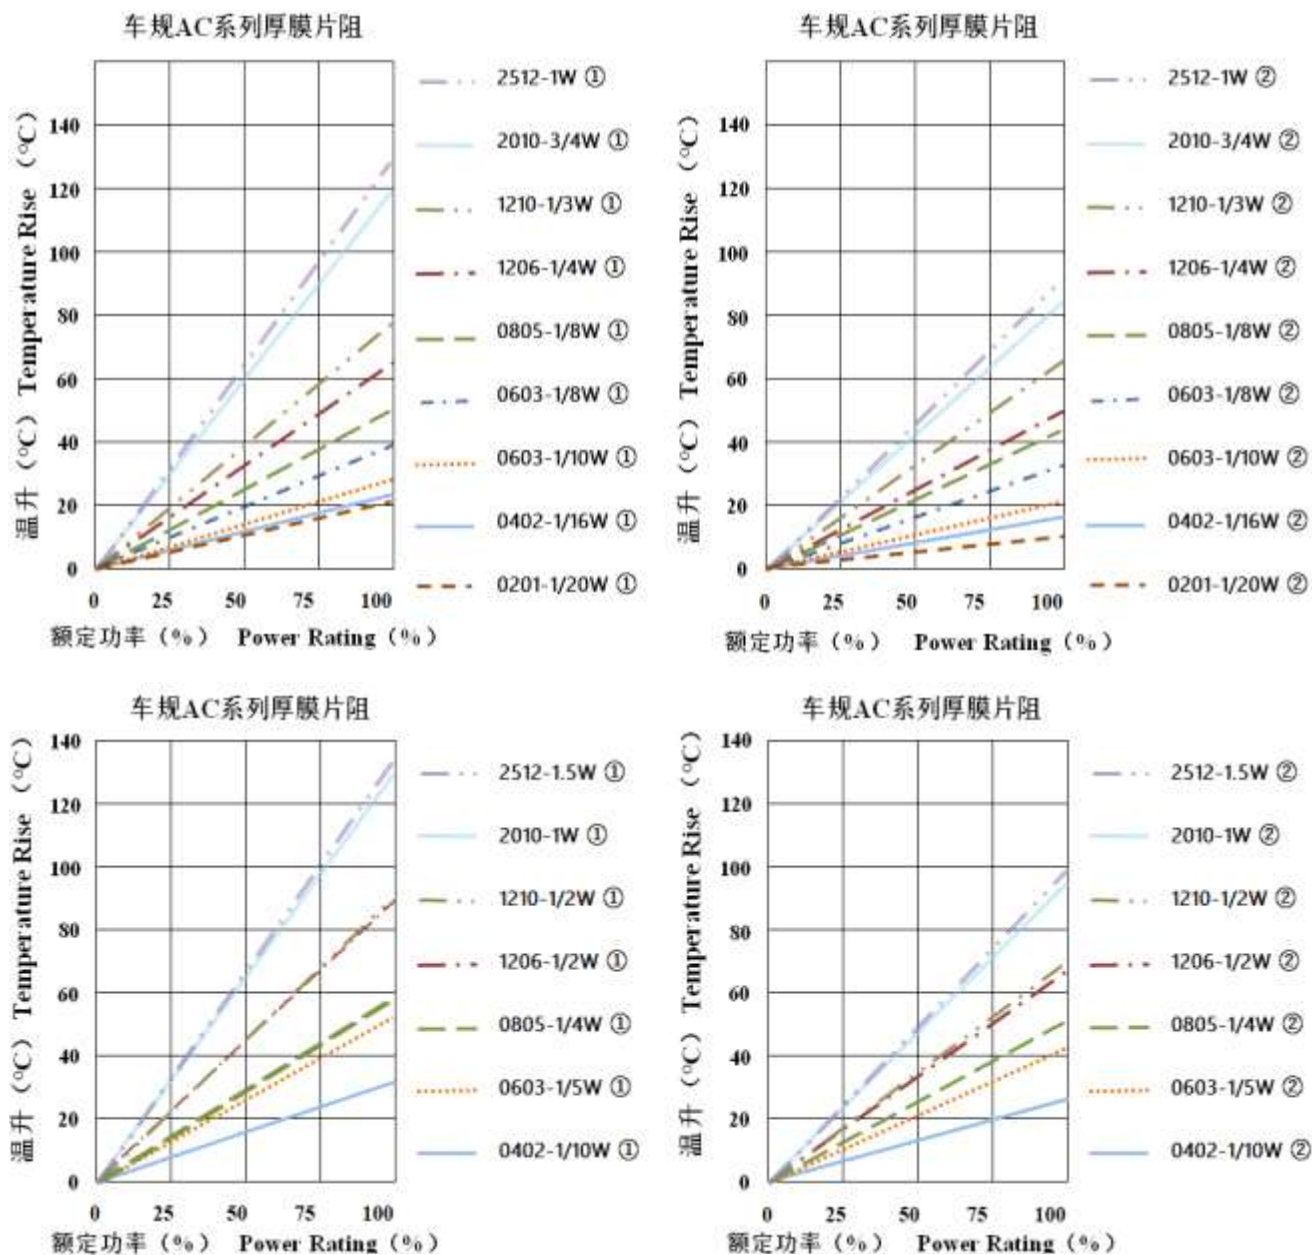 车规AC系列厚膜片阻
温升（°C） Temperature Rise （°C）
140
120
100
80
60
40
20
0
0 25 50 75 100
额定功率（%） Power Rating（%）
2512-1W ①
2010-3/4W ①
1210-1/3W ①
1206-1/4W ①
0805-1/8W ①
0603-1/8W ①
0603-1/10W ①
0402-1/16W ①
0201-1/20W ①
车规AC系列厚膜片阻
温升（°C） Temperature Rise （°C）
140
120
100
80
60
40
20
0
0 25 50 75 100
额定功率（%） Power Rating（%）
2512-1W ②
2010-3/4W ②
1210-1/3W ②
1206-1/4W ②
0805-1/8W ②
0603-1/8W ②
0603-1/10W ②
0402-1/16W ②
0201-1/20W ②
车规AC系列厚膜片阻
温升（°C） Temperature Rise （°C）
140
120
100
80
60
40
20
0
0 25 50 75 100
额定功率（%） Power Rating（%）
2512-1.5W ①
2010-1W ①
1210-1/2W ①
1206-1/2W ①
0805-1/4W ①
0603-1/5W ①
0402-1/10W ①
车规AC系列厚膜片阻
温升（°C） Temperature Rise （°C）
140
120
100
80
60
40
20
0
0 25 50 75 100
额定功率（%） Power Rating（%）
2512-1.5W ②
2010-1W ②
1210-1/2W ②
1206-1/2W ②
0805-1/4W ②
0603-1/5W ②
0402-1/10W ②